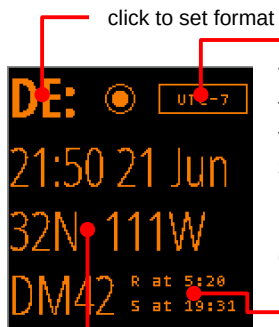 click to set format
DE: UTC-7
21:50 21 Jun
32N 111W
DM42 R at 5:20
S at 19:31